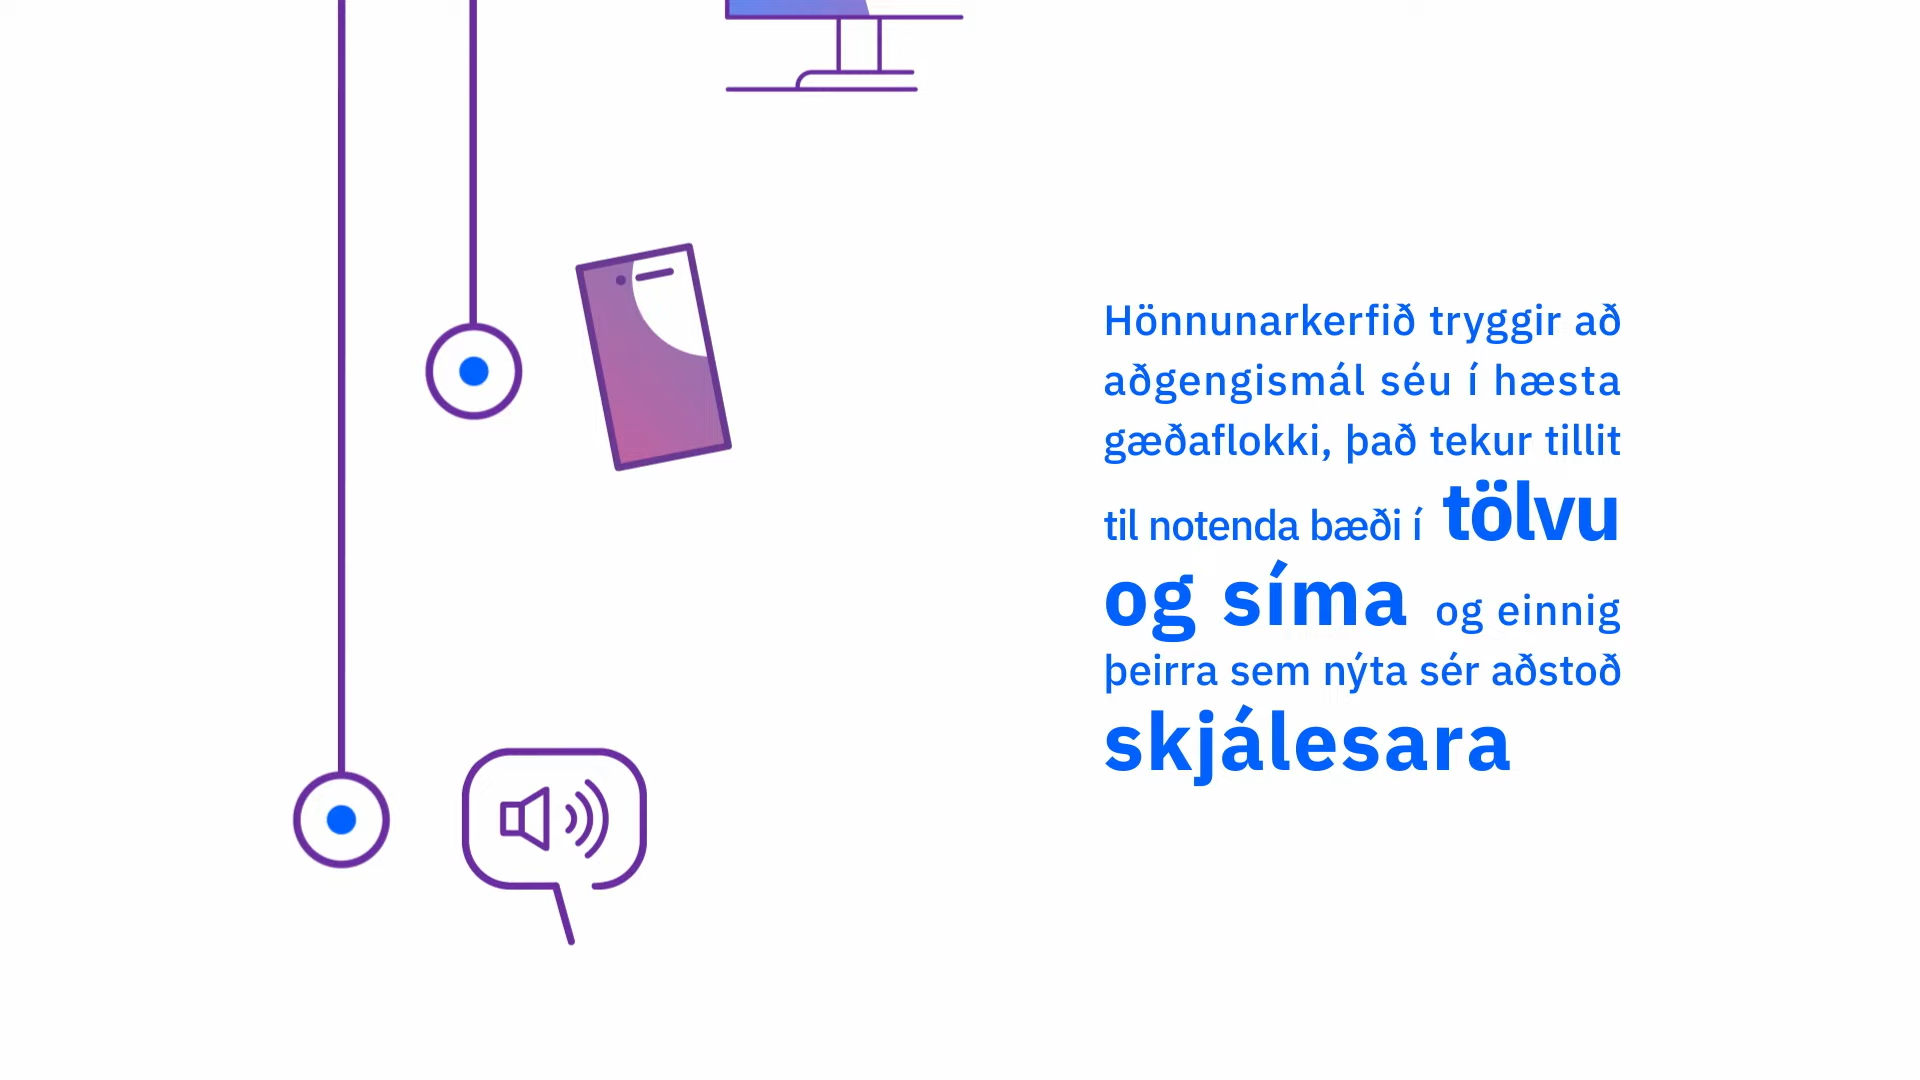 Hönnunarkerfið tryggir að
aðgengismál séu í hæsta
gæðaflokki, það tekur tillit
til notenda bæði í tölvu
og síma og einnig
þeirra sem nýta sér aðstoð
skjálesara